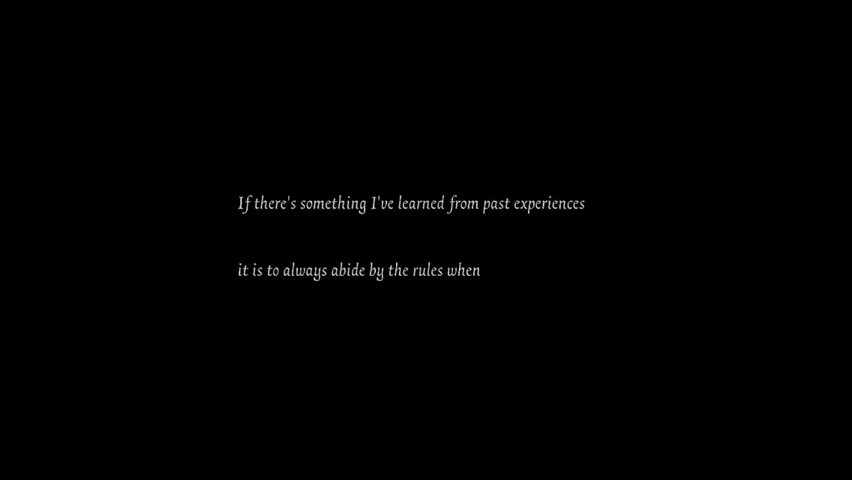 If there's something I've learned from past experiences
it is to always abide by the rules when